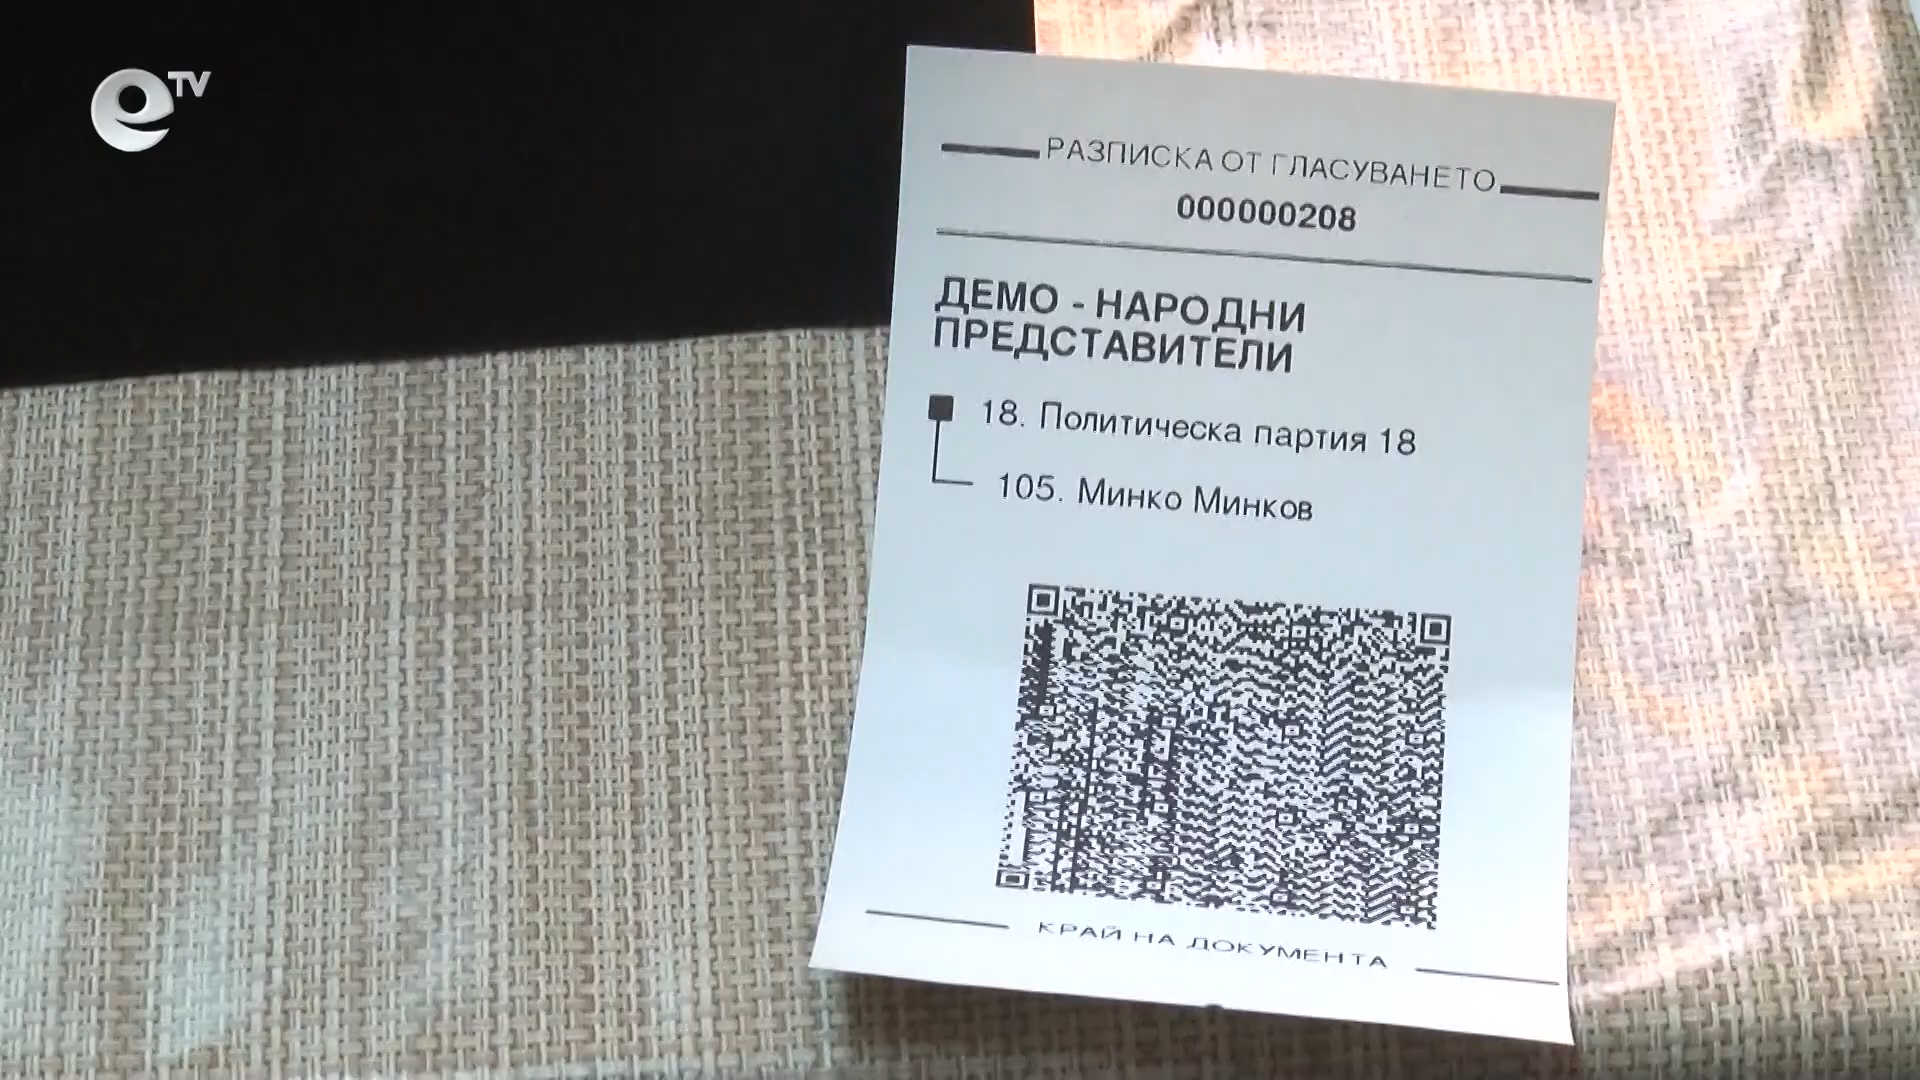 eTV
РАЗПИСКА ОТ ГЛАСУВАНЕТО
000000208
ДЕМО - НАРОДНИ
ПРЕДСТАВИТЕЛИ
18. Политическа партия 18
105. Минко Минков
КРАЙ НА ДОКУМЕНТА